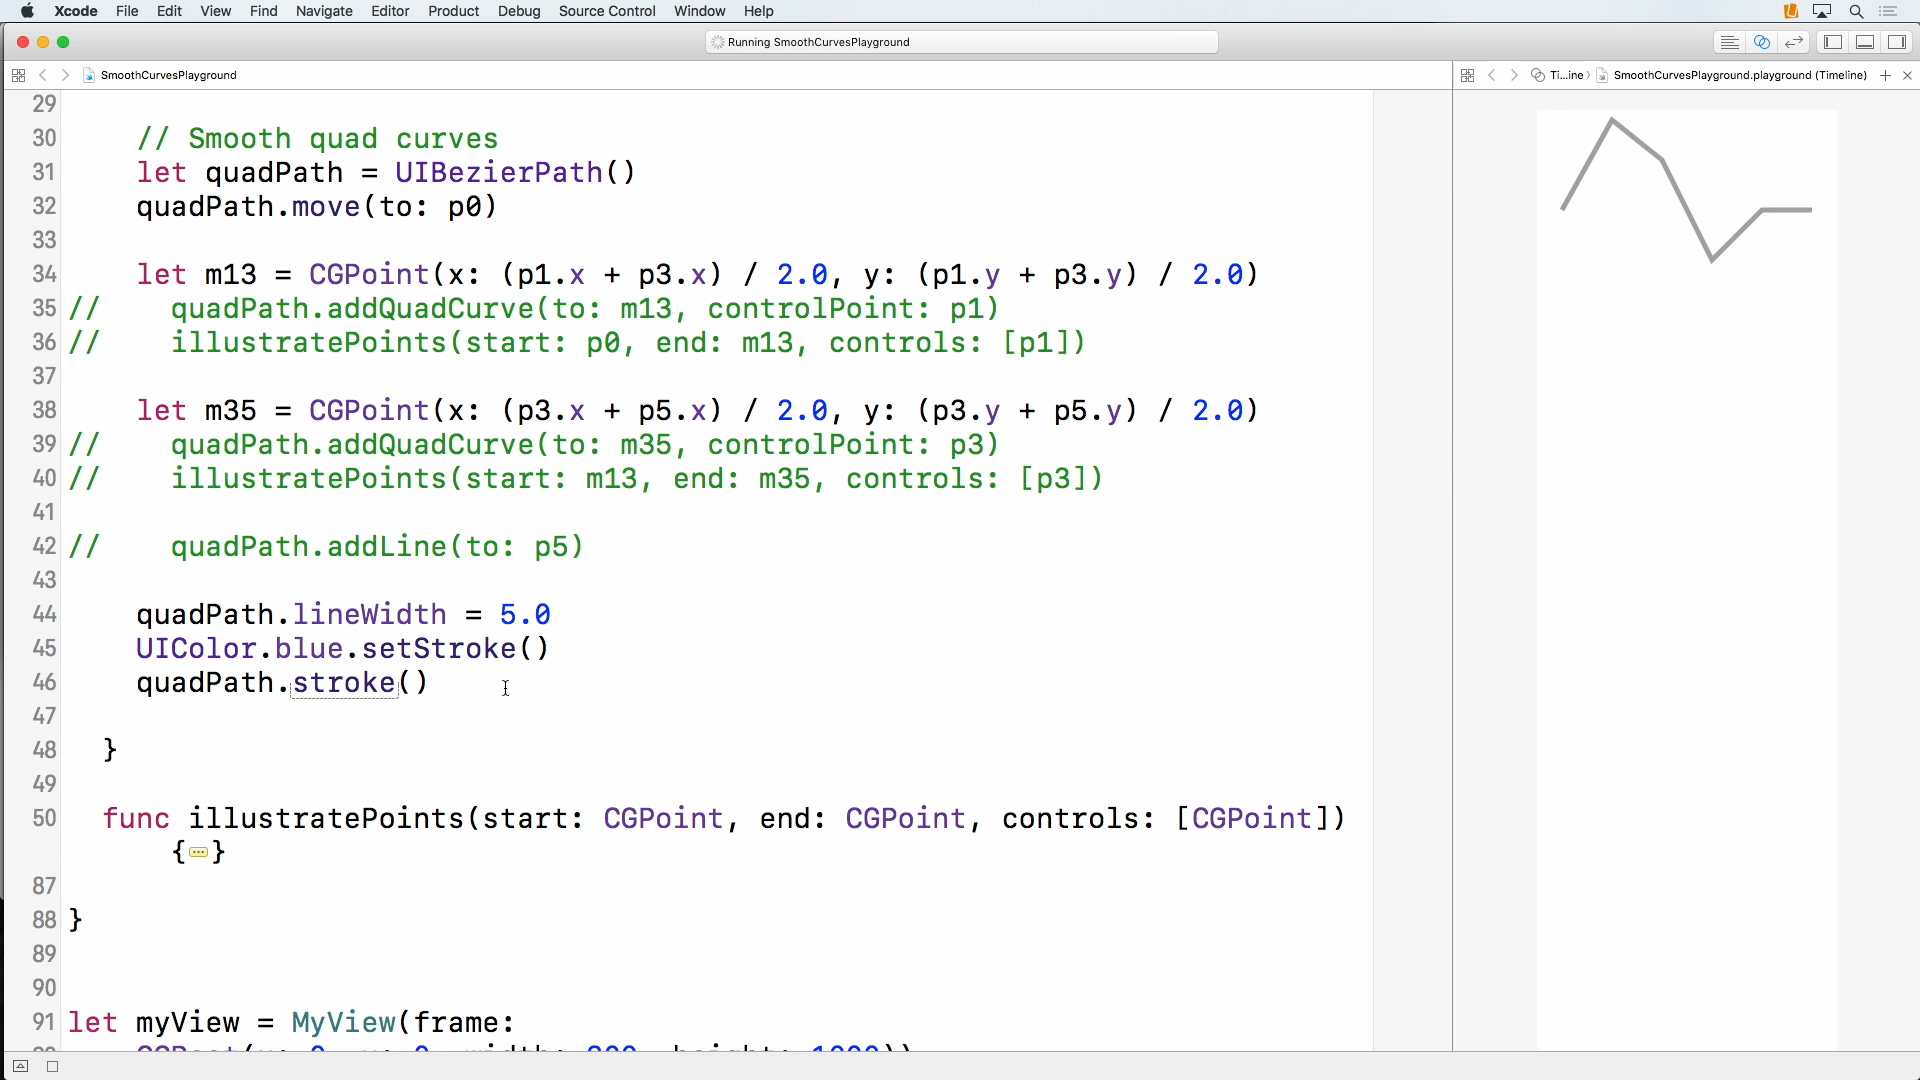 Xcode File Edit View Find Navigate Editor Product Debug Source Control Window Help
Running SmoothCurvesPlayground
SmoothCurvesPlayground
Ti...ine SmoothCurvesPlayground.playground (Timeline)
29
30 // Smooth quad curves
31 let quadPath = UIBezierPath()
32 quadPath.move(to: p0)
33
34 let m13 = CGPoint(x: (p1.x + p3.x) / 2.0, y: (p1.y + p3.y) / 2.0)
35 // quadPath.addQuadCurve(to: m13, controlPoint: p1)
36 // illustratePoints(start: p0, end: m13, controls: [p1])
37
38 let m35 = CGPoint(x: (p3.x + p5.x) / 2.0, y: (p3.y + p5.y) / 2.0)
39 // quadPath.addQuadCurve(to: m35, controlPoint: p3)
40 // illustratePoints(start: m13, end: m35, controls: [p3])
41
42 // quadPath.addLine(to: p5)
43
44 quadPath.lineWidth = 5.0
45 UIColor.blue.setStroke()
46 quadPath.stroke()
47
48 }
49
50 func illustratePoints(start: CGPoint, end: CGPoint, controls: [CGPoint])
{...}
87
88 }
89
90
91 let myView = MyView(frame: